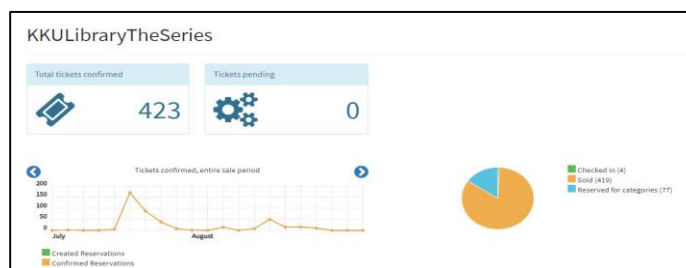 KKULibraryTheSeries
Total tickets confirmed
423
Tickets pending
0
Tickets confirmed, entire sale period
200
150
100
50
0
July
August
Created Reservations
Confirmed Reservations
Checked in (4)
Sold (419)
Reserved for categories (77)